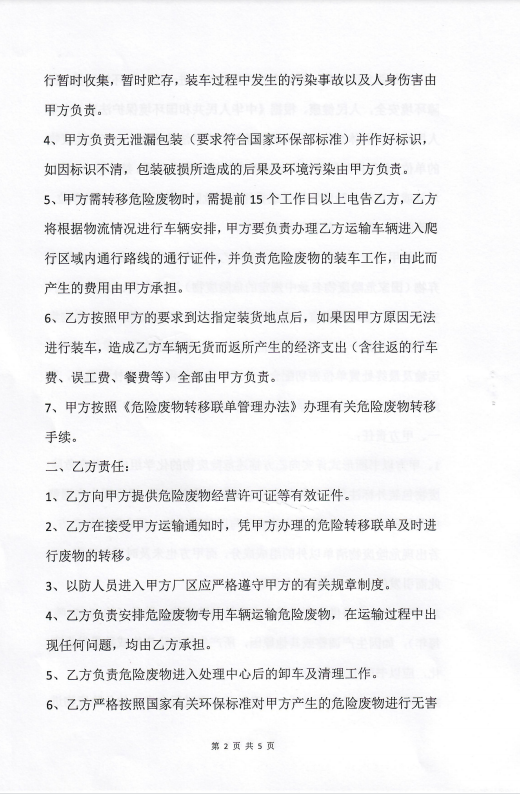 行暂时收集，暂时贮存，装车过程中发生的污染事故以及人身伤害由
甲方负责。
4、甲方负责无泄漏包装（要求符合国家环保部标准）并作好标识，
如因标识不清，包装破损所造成的后果及环境污染由甲方负责。
5、甲方需转移危险废物时，需提前 15 个工作日以上电告乙方，乙方
将根据物流情况进行车辆安排，甲方要负责办理乙方运输车辆进入爬
行区域内通行路线的通行证件，并负责危险废物的装车工作，由此而
产生的费用由甲方承担。
6、乙方按照甲方的要求到达指定装货地点后，如果因甲方原因无法
进行装车，造成乙方车辆无货而返所产生的经济支出（含往返的行车
费、误工费、餐费等）全部由甲方负责。
7、甲方按照《危险废物转移联单管理办法》办理有关危险废物转移
手续。
二、乙方责任：
1、乙方向甲方提供危险废物经营许可证等有效证件。
2、乙方在接受甲方运输通知时，凭甲方办理的危险转移联单及时进
行废物的转移。
3、以防人员进入甲方厂区应严格遵守甲方的有关规章制度。
4、乙方负责安排危险废物专用车辆运输危险废物，在运输过程中出
现任何问题，均由乙方承担。
5、乙方负责危险废物进入处理中心后的卸车及清理工作。
6、乙方严格按照国家有关环保标准对甲方产生的危险废物进行无害
第 2 页 共 5 页